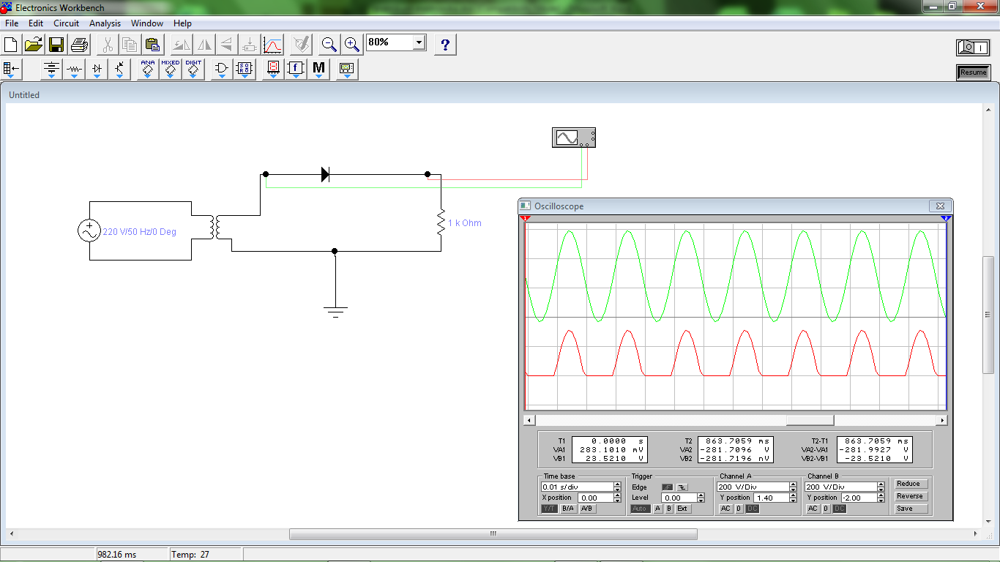 Electronics Workbench
File Edit Circuit Analysis Window Help
80% ?
ANA MIXED DIGIT f M
Resume
Untitled
220 V/50 Hz/0 Deg
1 k Ohm
Oscilloscope
1 2
T1 0.0000 s T2 863.7059 ms T2-T1 863.7059 ms
VA1 283.1010 mV VA2 -281.7096 V VA2-VA1 -281.9927 V
VB1 23.5210 V VB2 -281.7196 nV VB2-VB1 -23.5210 V
Time base Trigger Channel A Channel B
0.01 s/div Edge 200 V/Div 200 V/Div Reduce
X position 0.00 Level 0.00 Y position 1.40 Y position -2.00 Reverse
Y/T B/A A/B Auto A B Ext AC 0 DC AC 0 DC Save
982.16 ms Temp: 27